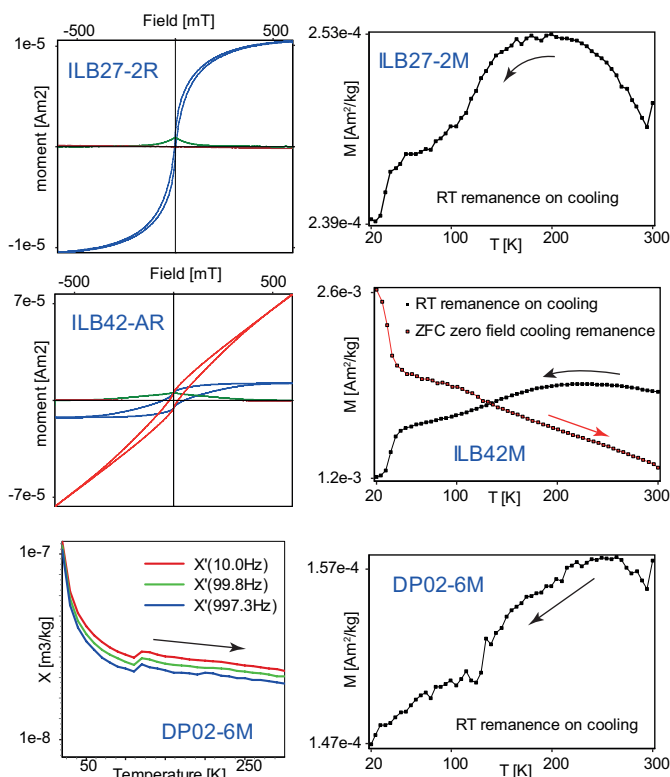 Field [mT]
-500 500
1e-5
ILB27-2R
moment [Am2]
-1e-5
2.53e-4
ILB27-2M
M [Am²/kg]
RT remanence on cooling
2.39e-4
20 100 200 300
T [K]
Field [mT]
-500 500
7e-5
ILB42-AR
moment [Am2]
-7e-5
2.6e-3
RT remanence on cooling
ZFC zero field cooling remanence
M [Am²/kg]
ILB42M
1.2e-3
20 100 200 300
T [K]
1e-7
X'(10.0Hz)
X'(99.8Hz)
X'(997.3Hz)
X [m3/kg]
1e-8
DP02-6M
50 250
Temperature [K]
1.57e-4
DP02-6M
M [Am²/kg]
RT remanence on cooling
1.47e-4
20 100 200 300
T [K]